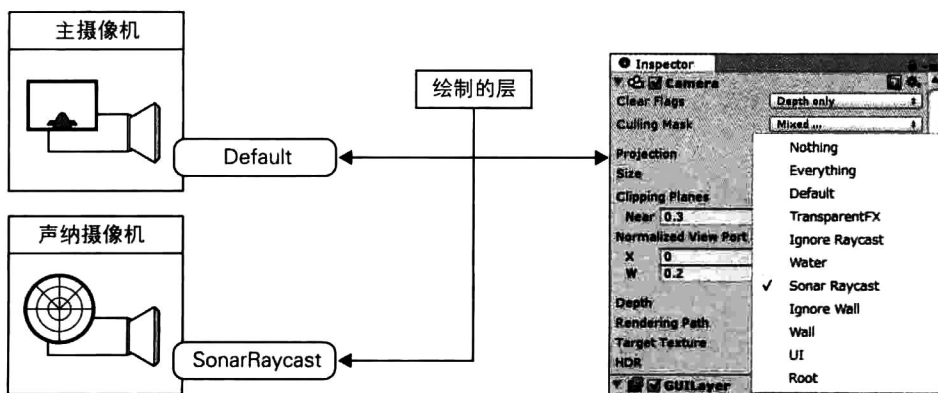 主摄像机
Default
声纳摄像机
SonarRaycast
绘制的层
Inspector
Camera
Clear Flags
Depth only
Culling Mask
Mixed ...
Projection
Size
Clipping Planes
Near 0.3
Normalized View Port
X 0
W 0.2
Depth
Rendering Path
Target Texture
HDR
GUILayer
Nothing
Everything
Default
TransparentFX
Ignore Raycast
Water
✓ Sonar Raycast
Ignore Wall
Wall
UI
Root